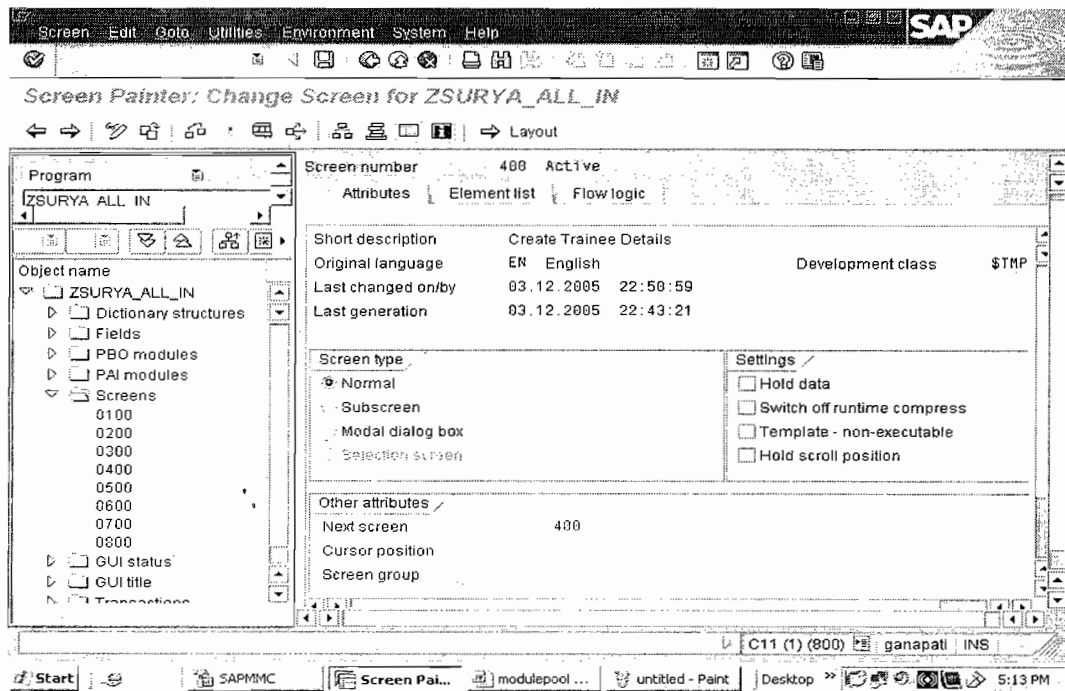 Screen Edit Goto Utilities Environment System Help
SAP
Screen Painter: Change Screen for ZSURYA_ALL_IN
Layout
Program
ZSURYA_ALL_IN
Object name
ZSURYA_ALL_IN
Dictionary structures
Fields
PBO modules
PAI modules
Screens
0100
0200
0300
0400
0500
0600
0700
0800
GUI status
GUI title
Transactions
Screen number 400 Active
Attributes Element list Flow logic
Short description Create Trainee Details
Original language EN English Development class $TMP
Last changed on/by 03.12.2005 22:50:59
Last generation 03.12.2005 22:43:21
Screen type
Normal
Subscreen
Modal dialog box
Selection screen
Settings
Hold data
Switch off runtime compress
Template - non-executable
Hold scroll position
Other attributes
Next screen 400
Cursor position
Screen group
C11 (1) (800) ganapati INS
Start SAPMMC Screen Pai... modulepool ... untitled - Paint Desktop » 5:13 PM